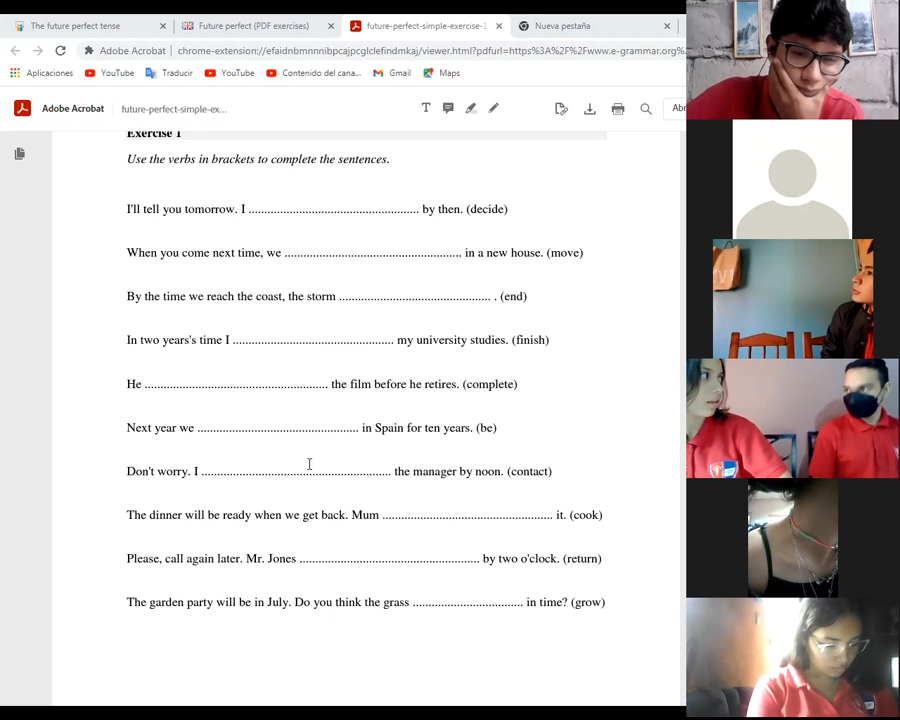 The future perfect tense
Future perfect (PDF exercises)
future-perfect-simple-exercise-1
Nueva pestaña
Adobe Acrobat | chrome-extension://efaidnbmnnnibpcajpcglclefindmkaj/viewer.html?pdfurl=https%3A%2F%2Fwww.e-grammar.org%2
Aplicaciones YouTube Traducir YouTube Contenido del cana... Gmail Maps
Adobe Acrobat future-perfect-simple-ex...
Exercise 1
Use the verbs in brackets to complete the sentences.
I'll tell you tomorrow. I ..................................................... by then. (decide)
When you come next time, we ....................................................... in a new house. (move)
By the time we reach the coast, the storm ............................................... . (end)
In two years's time I .................................................. my university studies. (finish)
He ......................................................... the film before he retires. (complete)
Next year we .................................................. in Spain for ten years. (be)
Don't worry. I ........................................................... the manager by noon. (contact)
The dinner will be ready when we get back. Mum ..................................................... it. (cook)
Please, call again later. Mr. Jones ........................................................ by two o'clock. (return)
The garden party will be in July. Do you think the grass .................................. in time? (grow)